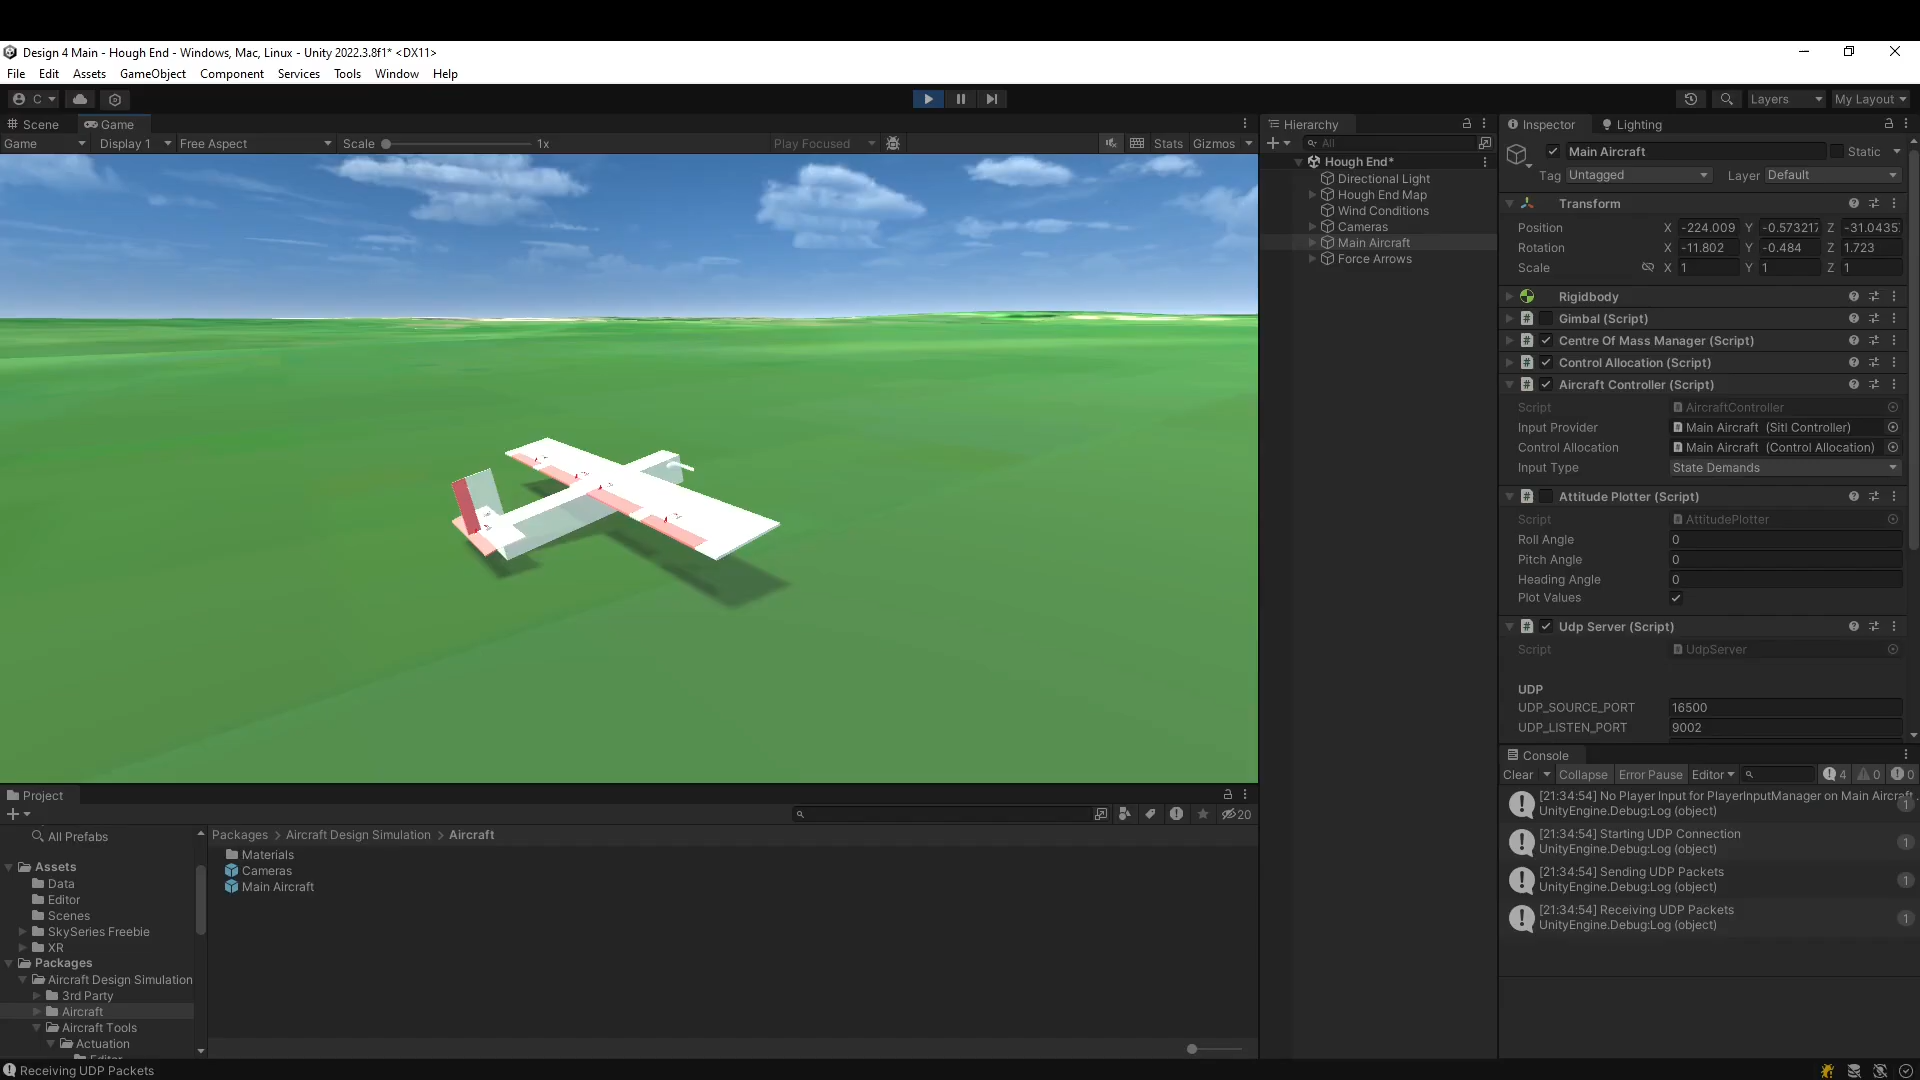 Design 4 Main - Hough End - Windows, Mac, Linux - Unity 2022.3.8f1* <DX11>
File Edit Assets GameObject Component Services Tools Window Help
C
Layers My Layout
Scene Game
Game Display 1 Free Aspect Scale 1x Play Focused Stats Gizmos
Hierarchy
All
Hough End*
Directional Light
Hough End Map
Wind Conditions
Cameras
Main Aircraft
Force Arrows
Inspector Lighting
Main Aircraft Static
Tag Untagged Layer Default
Transform
Position X -224.009 Y -0.573217 Z -31.0435
Rotation X -11.802 Y -0.484 Z 1.723
Scale X 1 Y 1 Z 1
Rigidbody
# Gimbal (Script)
# Centre Of Mass Manager (Script)
# Control Allocation (Script)
# Aircraft Controller (Script)
Script AircraftController
Input Provider Main Aircraft (Sitl Controller)
Control Allocation Main Aircraft (Control Allocation)
Input Type State Demands
# Attitude Plotter (Script)
Script AttitudePlotter
Roll Angle 0
Pitch Angle 0
Heading Angle 0
Plot Values
# Udp Server (Script)
Script UdpServer
UDP
UDP_SOURCE_PORT 16500
UDP_LISTEN_PORT 9002
Console
Clear Collapse Error Pause Editor 4 0 0
[21:34:54] No Player Input for PlayerInputManager on Main Aircraft.
UnityEngine.Debug:Log (object)
1
[21:34:54] Starting UDP Connection
UnityEngine.Debug:Log (object)
1
[21:34:54] Sending UDP Packets
UnityEngine.Debug:Log (object)
1
[21:34:54] Receiving UDP Packets
UnityEngine.Debug:Log (object)
1
Project
20
All Prefabs
Assets
Data
Editor
Scenes
SkySeries Freebie
XR
Packages
Aircraft Design Simulation
3rd Party
Aircraft
Aircraft Tools
Actuation
Editor
Packages > Aircraft Design Simulation > Aircraft
Materials
Cameras
Main Aircraft
Receiving UDP Packets